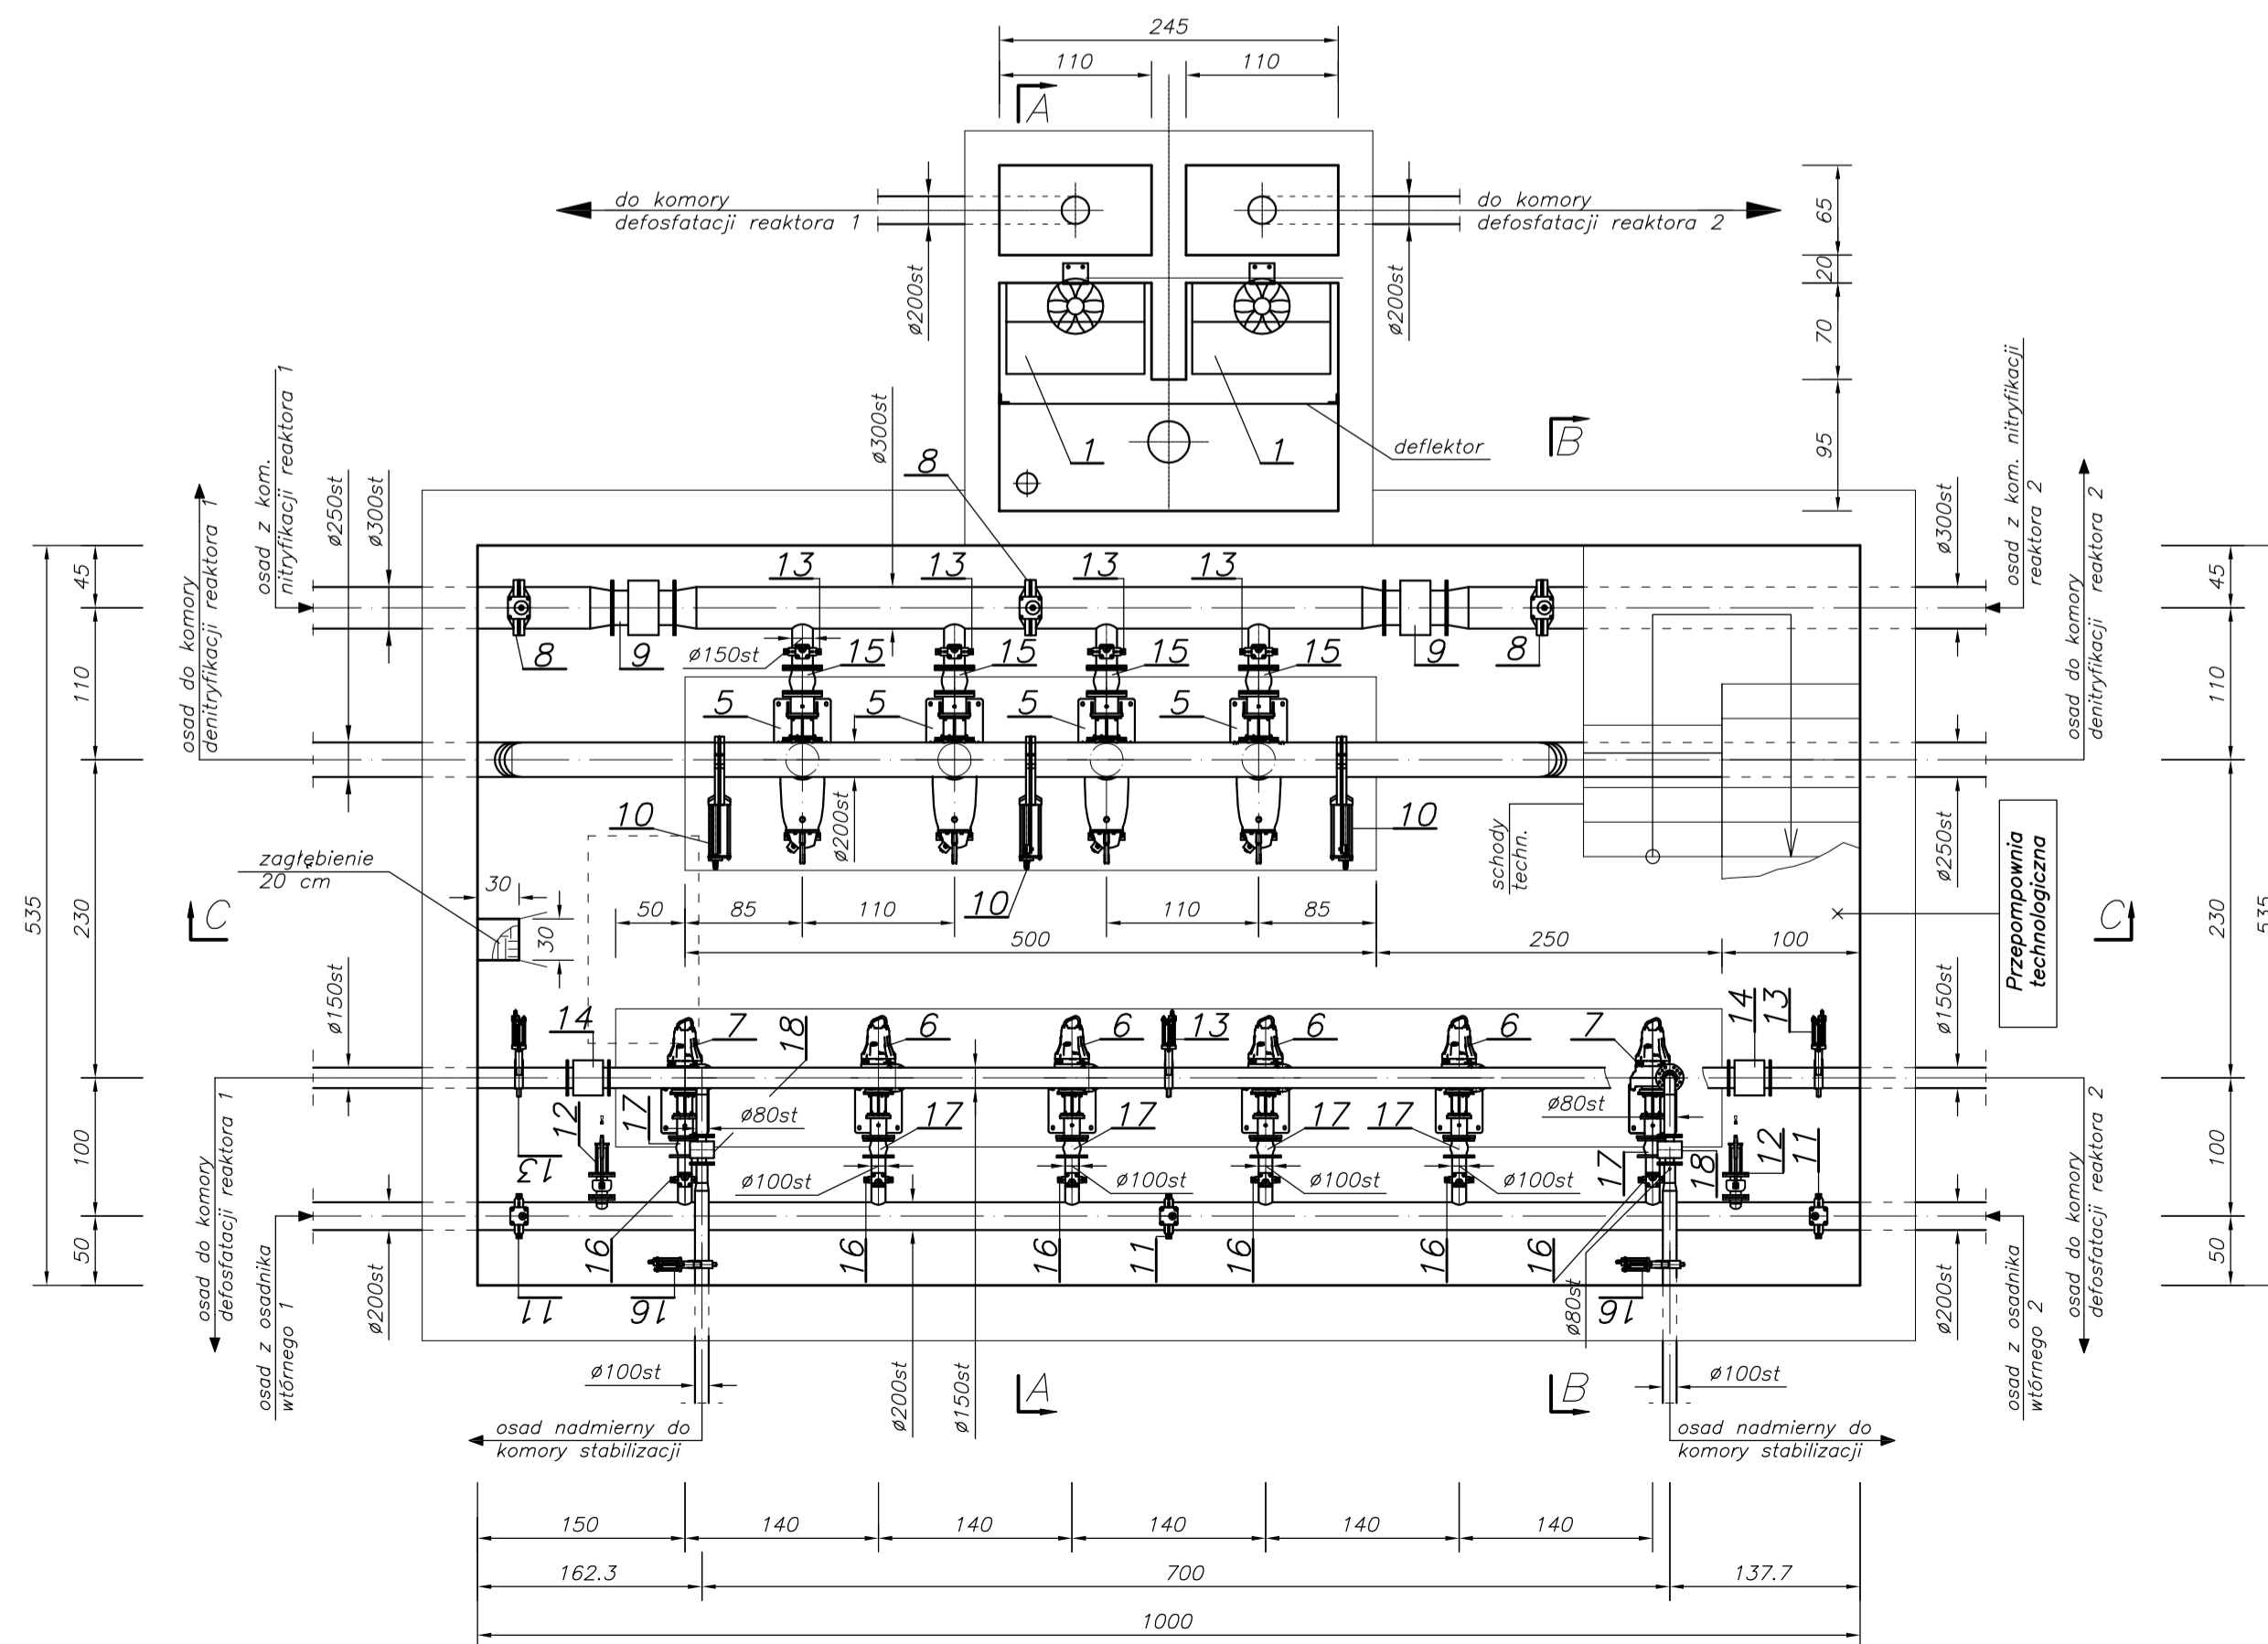 245
110
110
A
do komory
defosfatacji reaktora 1
do komory
defosfatacji reaktora 2
ø200st
ø200st
65
20
70
95
1
1
deflektor
B
8
ø300st
osad z kom.
nitryfikacji reaktora 1
osad do komory
denitryfikacji reaktora 1
ø250st
ø300st
ø300st
osad z kom. nitryfikacji
reaktora 2
osad do komory
denitryfikacji reaktora 2
45
110
230
100
50
535
13
13
13
13
8
9
ø150st
15
15
15
15
9
8
5
5
5
5
10
ø200st
10
10
schody
techn.
ø250st
Przepompownia
technologiczna
zagłębienie
20 cm
30
30
C
C
50
85
110
110
85
500
250
100
45
110
230
100
50
535
ø150st
14
7
18
6
6
13
6
6
7
14
13
ø150st
12
17
ø80st
17
17
17
ø80st
17
18
12
11
13
ø100st
ø100st
ø100st
ø100st
16
16
16
11
16
16
16
11
16
ø80st
16
osad do komory
defosfatacji reaktora 1
osad z osadnika
wtórnego 1
ø200st
ø200st
osad z osadnika
wtórnego 2
osad do komory
defosfatacji reaktora 2
ø100st
ø200st
ø150st
A
B
ø100st
osad nadmierny do
komory stabilizacji
osad nadmierny do
komory stabilizacji
150
140
140
140
140
140
162.3
700
137.7
1000